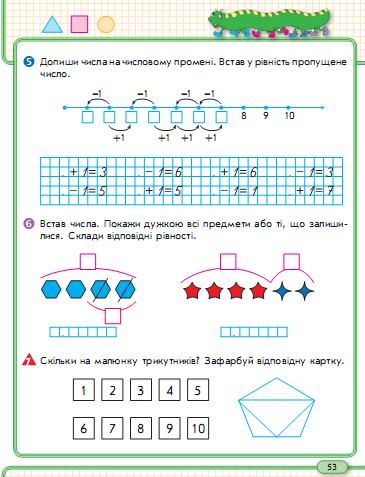 5 Допиши числа на числовому промені. Встав у рівність пропущене
число.
−1 −1 −1 −1
8 9 10
+1 +1 +1 +1
. + 1=3 . − 1=6 . + 1=6 . − 1=3
. − 1=5 . + 1=5 . − 1=1 . + 1=7
6 Встав числа. Покажи дужкою всі предмети або ті, що залиши-
лися. Склади відповідні рівності.
7 Скільки на малюнку трикутників? Зафарбуй відповідну картку.
1 2 3 4 5
6 7 8 9 10
53